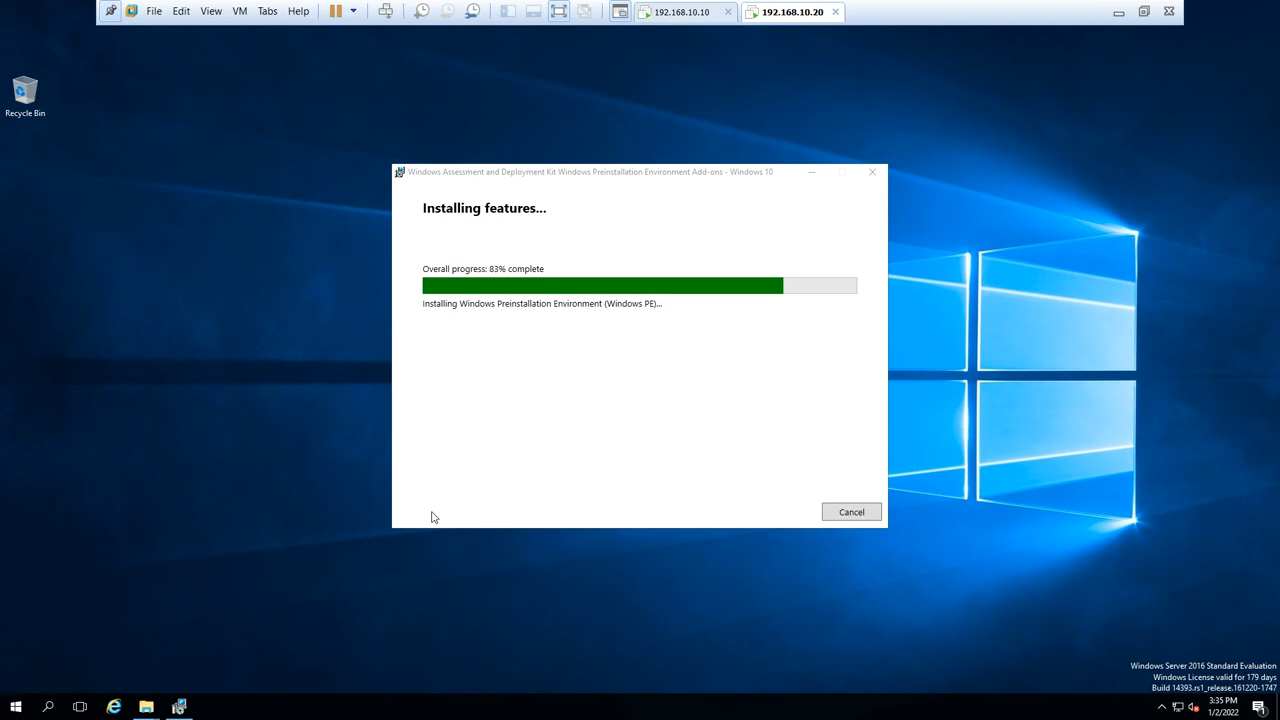 File Edit View VM Tabs Help 192.168.10.10 192.168.10.20
Recycle Bin
Windows Assessment and Deployment Kit Windows Preinstallation Environment Add-ons - Windows 10
Installing features...
Overall progress: 83% complete
Installing Windows Preinstallation Environment (Windows PE)...
Cancel
Windows Server 2016 Standard Evaluation
Windows License valid for 179 days
Build 14393.rs1_release.161220-1747
3:35 PM
1/2/2022
1